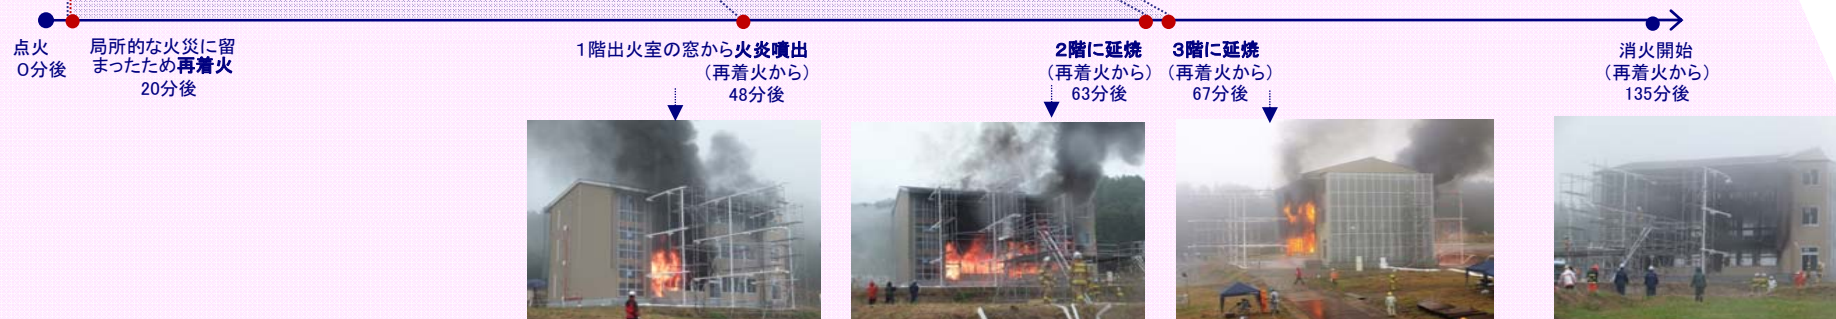 点火
0分後
局所的な火災に留
まったため再着火
20分後
1階出火室の窓から火炎噴出
(再着火から)
48分後
2階に延焼
(再着火から)
63分後
3階に延焼
(再着火から)
67分後
消火開始
(再着火から)
135分後